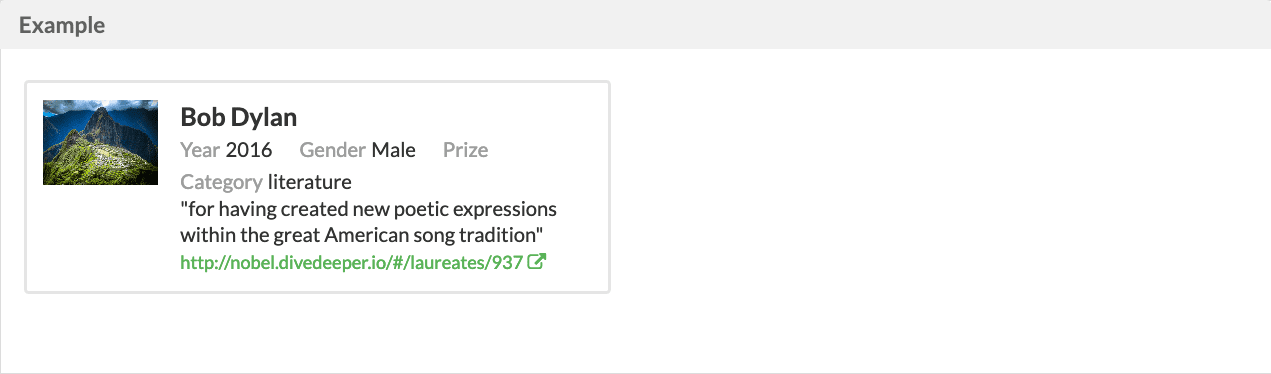 Example
Bob Dylan
Year 2016 Gender Male Prize
Category literature
"for having created new poetic expressions
within the great American song tradition"
http://nobel.divedeeper.io/#/laureates/937